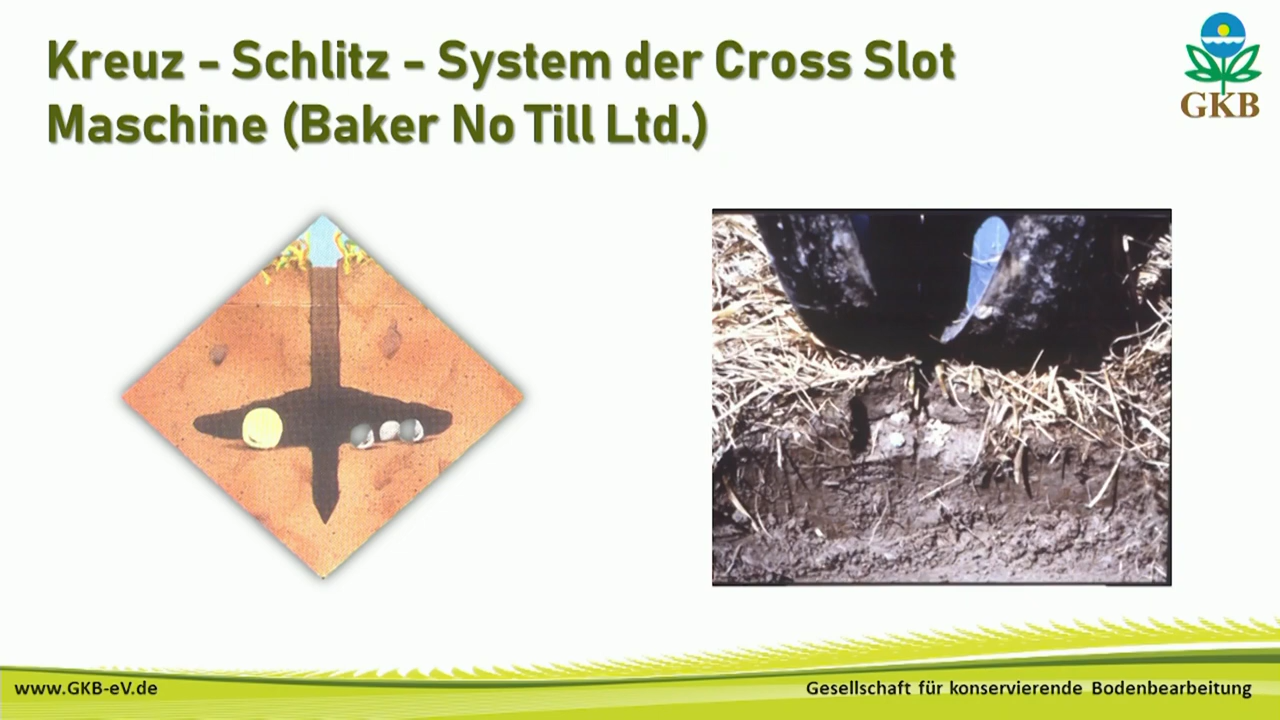 Kreuz – Schlitz – System der Cross Slot
Maschine (Baker No Till Ltd.)
GKB
www.GKB-eV.de
Gesellschaft für konservierende Bodenbearbeitung